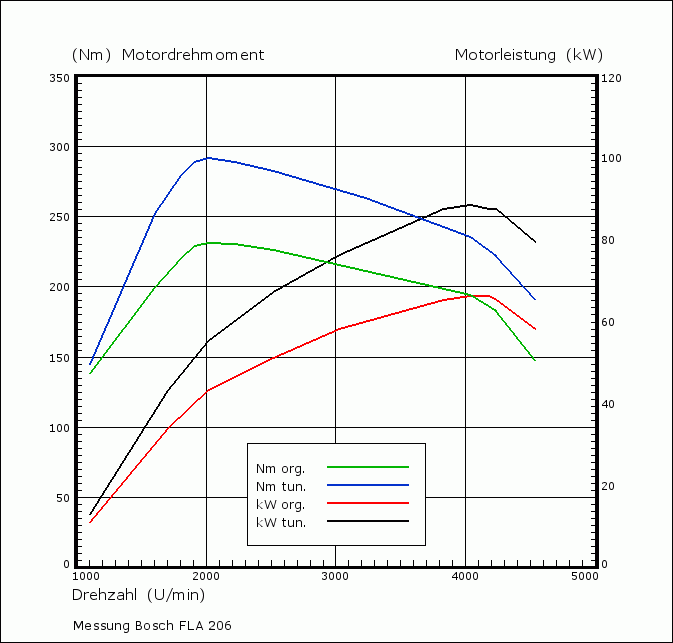 (Nm) Motordrehmoment Motorleistung (kW)
350 120
300 100
250 80
200 60
150 40
100 20
50 0
0
Nm org.
Nm tun.
kW org.
kW tun.
1000 2000 3000 4000 5000
Drehzahl (U/min)
Messung Bosch FLA 206